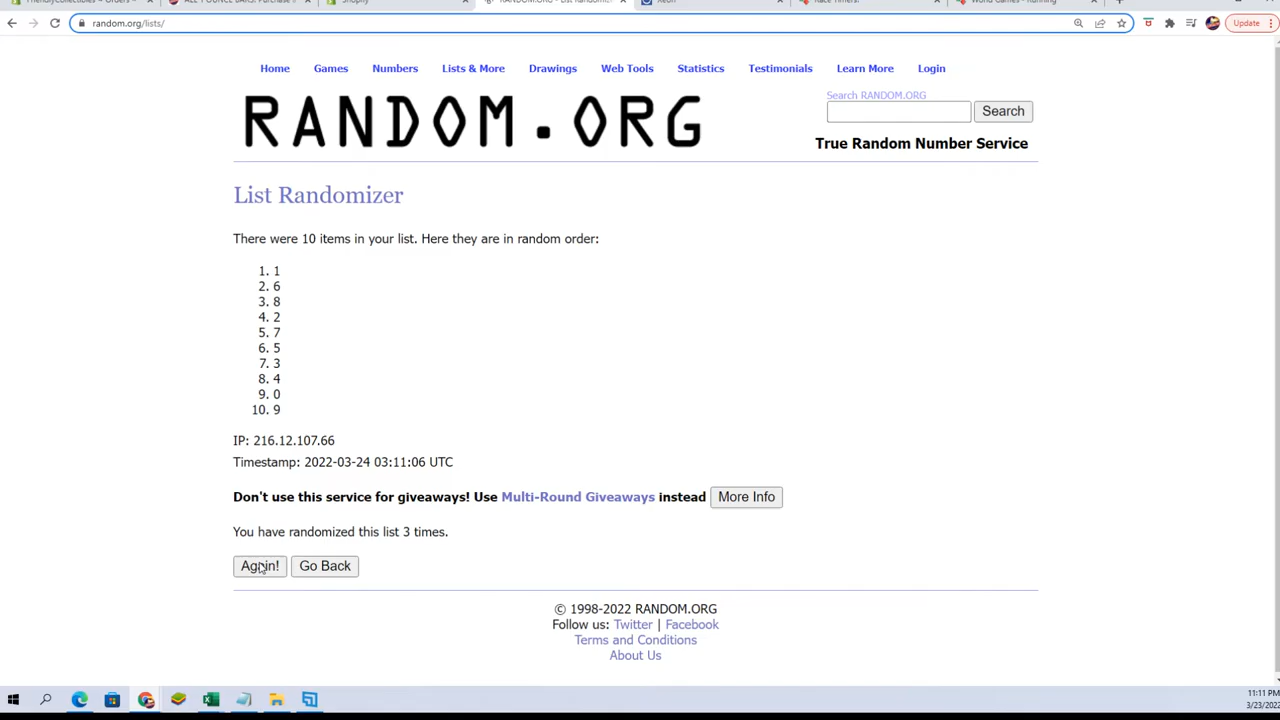 random.org/lists/
Update
Home Games Numbers Lists & More Drawings Web Tools Statistics Testimonials Learn More Login
RANDOM.ORG
Search RANDOM.ORG
Search
True Random Number Service
List Randomizer
There were 10 items in your list. Here they are in random order:
1. 1
2. 6
3. 8
4. 2
5. 7
6. 5
7. 3
8. 4
9. 0
10. 9
IP: 216.12.107.66
Timestamp: 2022-03-24 03:11:06 UTC
Don't use this service for giveaways! Use Multi-Round Giveaways instead More Info
You have randomized this list 3 times.
Again! Go Back
© 1998-2022 RANDOM.ORG
Follow us: Twitter | Facebook
Terms and Conditions
About Us
11:11 PM